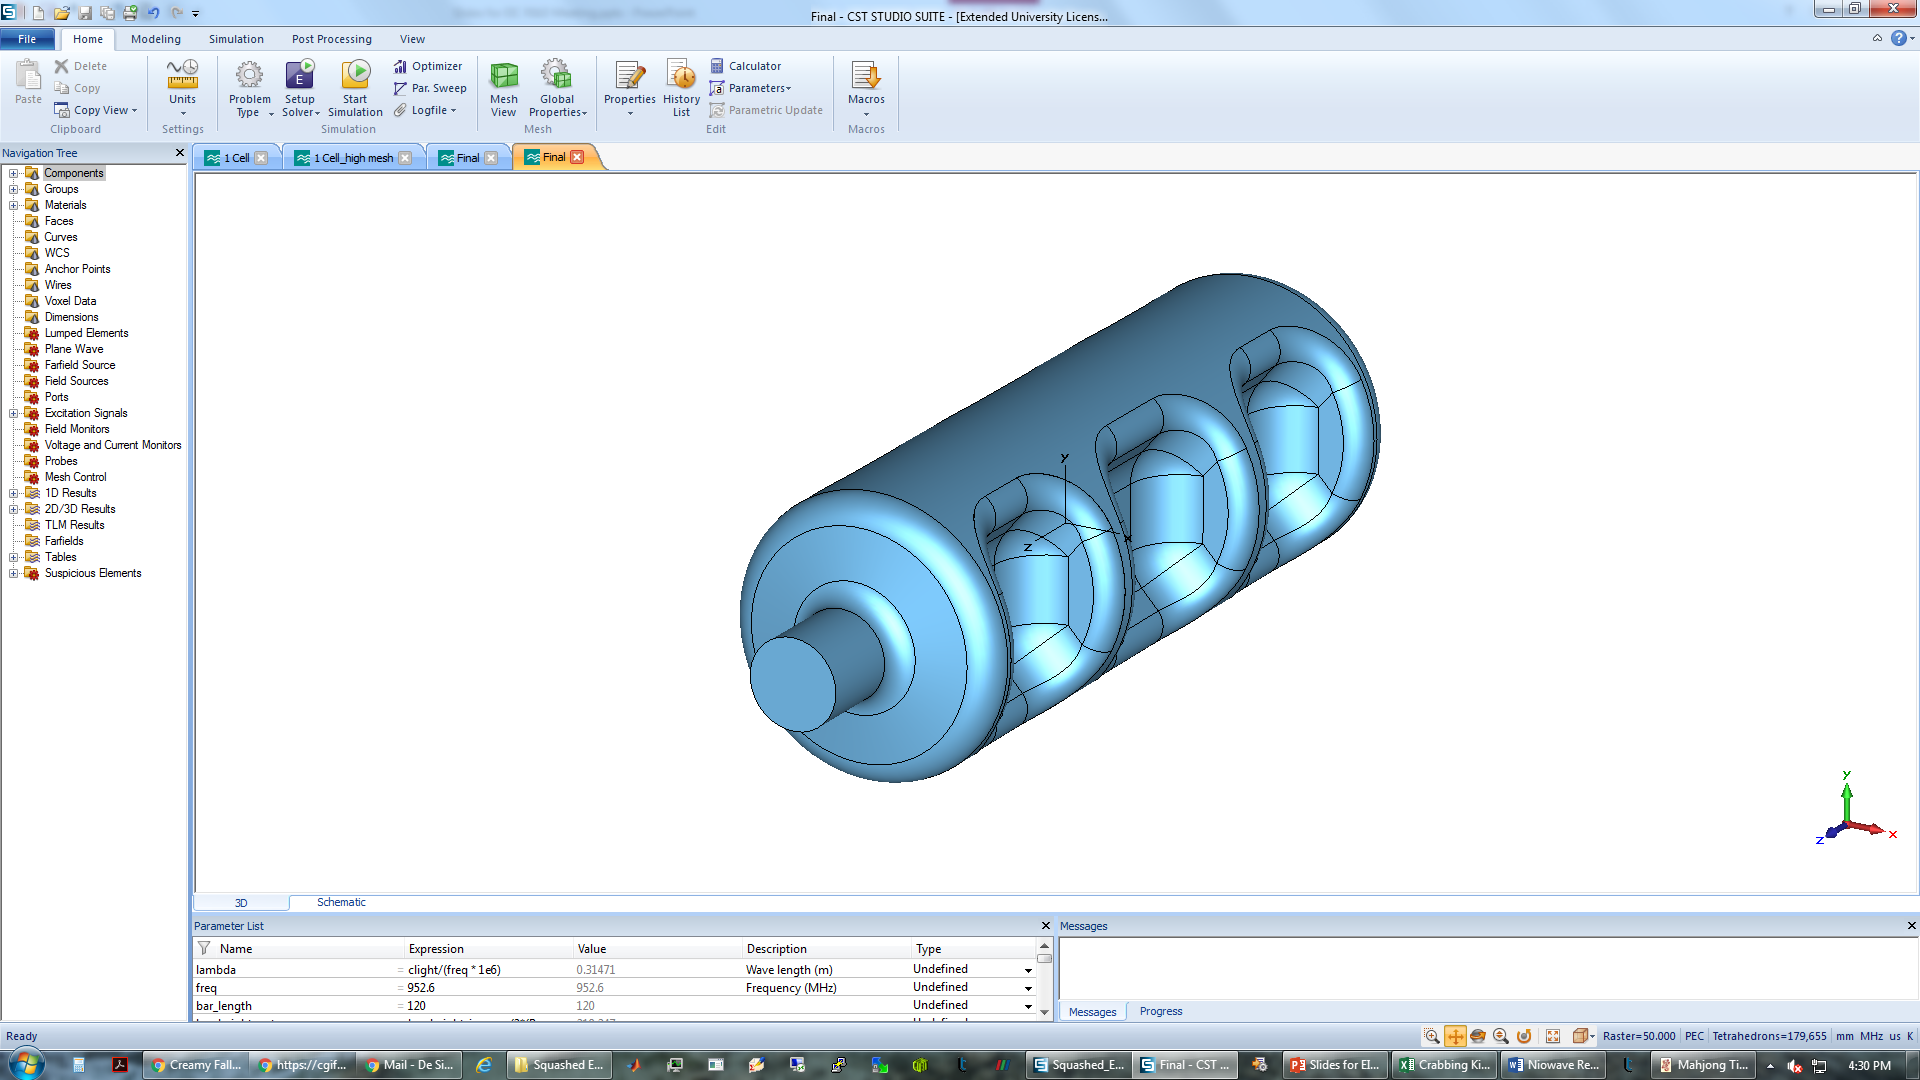 Final - CST STUDIO SUITE - [Extended University Licens...
File Home Modeling Simulation Post Processing View
Paste
Delete
Copy
Copy View
Clipboard
Units
Settings
Problem Type
Setup Solver
Start Simulation
Optimizer
Par. Sweep
Logfile
Simulation
Mesh View
Global Properties
Mesh
Properties
History List
Calculator
Parameters
Parametric Update
Edit
Macros
Macros
Navigation Tree
1 Cell
1 Cell_high mesh
Final
Final
Components
Groups
Materials
Faces
Curves
WCS
Anchor Points
Wires
Voxel Data
Dimensions
Lumped Elements
Plane Wave
Farfield Source
Field Sources
Ports
Excitation Signals
Field Monitors
Voltage and Current Monitors
Probes
Mesh Control
1D Results
2D/3D Results
TLM Results
Farfields
Tables
Suspicious Elements
y
z
x
y
z
x
3D Schematic
Parameter List
Name Expression Value Description Type
lambda = clight/(freq * 1e6) 0.31471 Wave length (m) Undefined
freq = 952.6 952.6 Frequency (MHz) Undefined
bar_length = 120 120 Undefined
Messages
Messages Progress
Ready
Raster=50.000 PEC Tetrahedrons=179,655 mm MHz us K
Creamy Fall...
https://cgif...
Mail - De Si...
Squashed E...
Squashed_E...
Final - CST ...
Slides for El...
Crabbing Ki...
Niowave Re...
Mahjong Ti...
4:30 PM